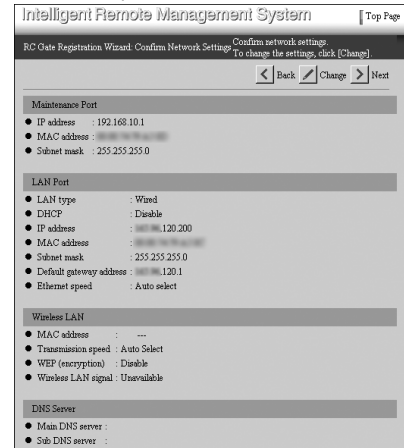 Intelligent Remote Management System
Top Page
RC Gate Registration Wizard: Confirm Network Settings
Confirm network settings.
To change the settings, click [Change].
Back Change Next
Maintenance Port
● IP address : 192.168.10.1
● MAC address :
● Subnet mask : 255.255.255.0
LAN Port
● LAN type : Wired
● DHCP : Disable
● IP address : .120.200
● MAC address :
● Subnet mask : 255.255.255.0
● Default gateway address : .120.1
● Ethernet speed : Auto select
Wireless LAN
● MAC address : ---
● Transmission speed : Auto Select
● WEP (encryption) : Disable
● Wireless LAN signal : Unavailable
DNS Server
● Main DNS server :
● Sub DNS server :